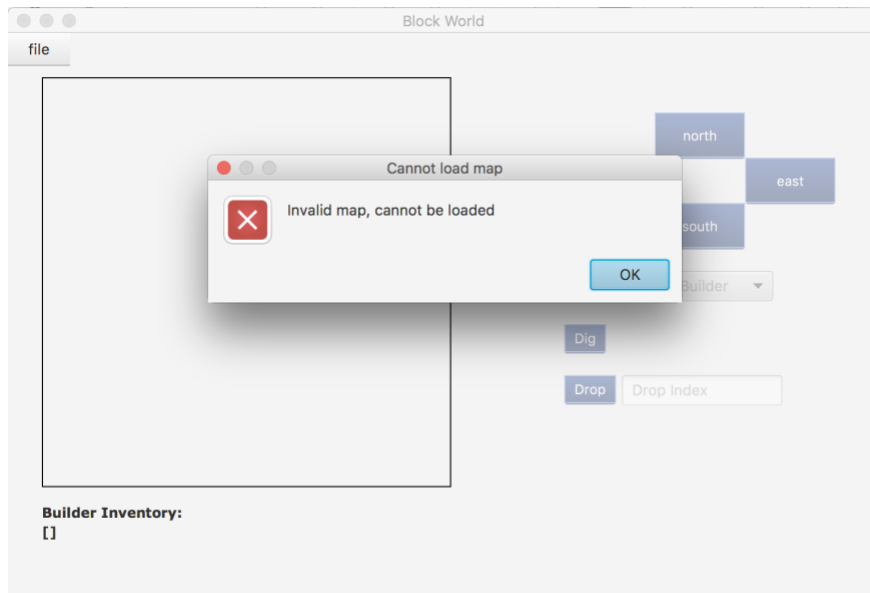 Block World
file
north
Cannot load map
east
Invalid map, cannot be loaded
south
OK
Builder
Dig
Drop
Drop Index
Builder Inventory:
[]